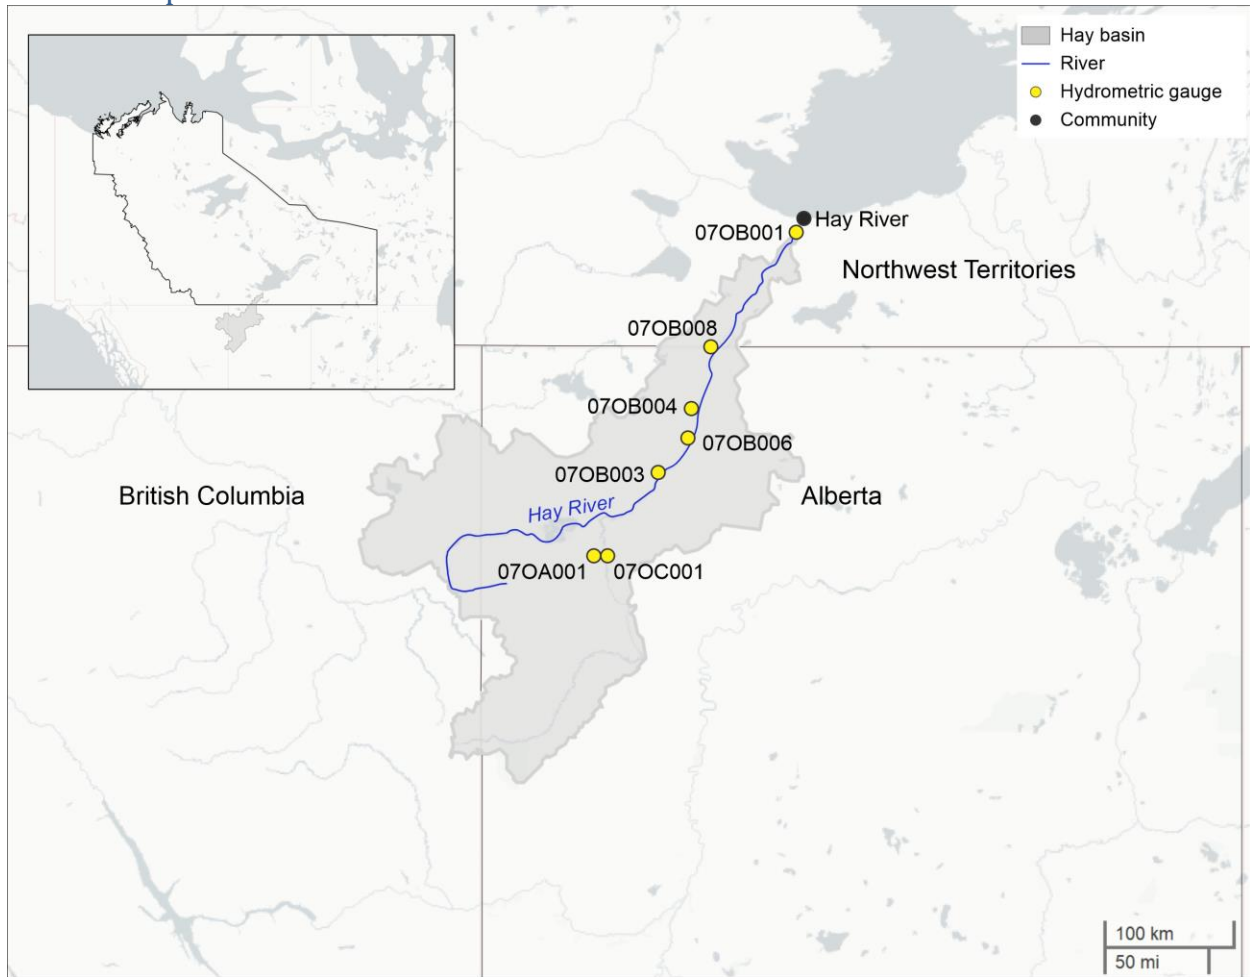 Hay basin
River
Hydrometric gauge
Community
Hay River
07OB001
Northwest Territories
07OB008
07OB004
07OB006
07OB003
British Columbia
Alberta
Hay River
07OA001
07OC001
100 km
50 mi